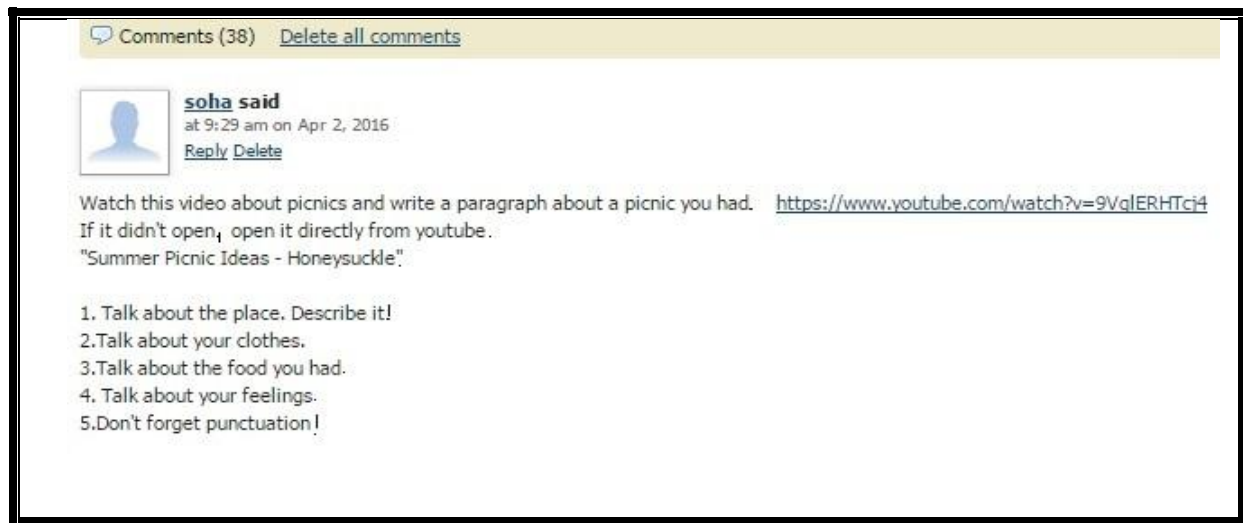 Comments (38) Delete all comments
soha said
at 9:29 am on Apr 2, 2016
Reply Delete
Watch this video about picnics and write a paragraph about a picnic you had. https://www.youtube.com/watch?v=9VqlERHTcj4
If it didn't open, open it directly from youtube.
"Summer Picnic Ideas - Honeysuckle".
1. Talk about the place. Describe it!
2.Talk about your clothes.
3.Talk about the food you had.
4. Talk about your feelings.
5.Don't forget punctuation!